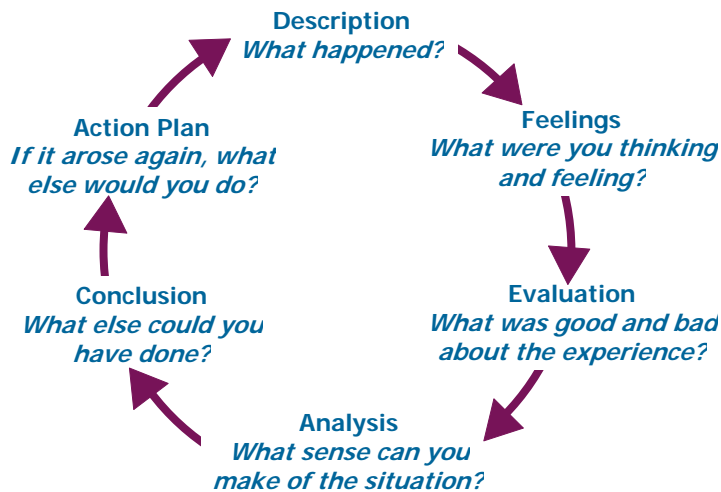 Description
What happened?
Feelings
What were you thinking
and feeling?
Evaluation
What was good and bad
about the experience?
Analysis
What sense can you
make of the situation?
Conclusion
What else could you
have done?
Action Plan
If it arose again, what
else would you do?